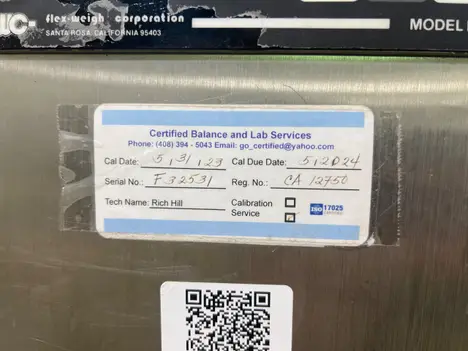 flex-weigh corporation
SANTA ROSA, CALIFORNIA 95403
MODEL
Certified Balance and Lab Services
Phone: (408) 394 - 5043 Email: go_certified@yahoo.com
Cal Date: 5,31,23 Cal Due Date: 5,2024
Serial No.: F32531 Reg. No.: CA 12750
Tech Name: Rich Hill Calibration
Service
ISO 17025